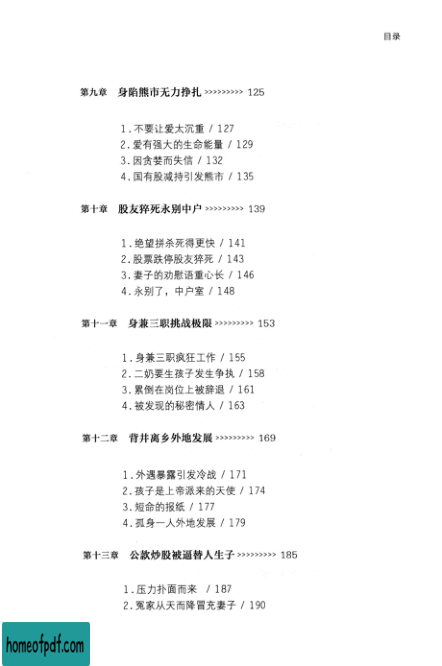 目录
第九章 身陷熊市无力挣扎 >>>>>>>>> 125
1.不要让爱太沉重 / 127
2.爱有强大的生命能量 / 129
3.因贪婪而失信 / 132
4.国有股减持引发熊市 / 135
第十章 股友猝死永别中户 >>>>>>>>> 139
1.绝望拼杀死得更快 / 141
2.股票跌停股友猝死 / 143
3.妻子的劝慰语重心长 / 146
4.永别了，中户室 / 148
第十一章 身兼三职挑战极限 >>>>>>>>> 153
1.身兼三职疯狂工作 / 155
2.二奶要生孩子发生争执 / 158
3.累倒在岗位上被辞退 / 161
4.被发现的秘密情人 / 163
第十二章 背井离乡外地发展 >>>>>>>>> 169
1.外遇暴露引发冷战 / 171
2.孩子是上帝派来的天使 / 174
3.短命的报纸 / 177
4.孤身一人外地发展 / 179
第十三章 公款炒股被逼替人生子 >>>>>>>>> 185
1.压力扑面而来 / 187
2.冤家从天而降冒充妻子 / 190
homeofpdf.com